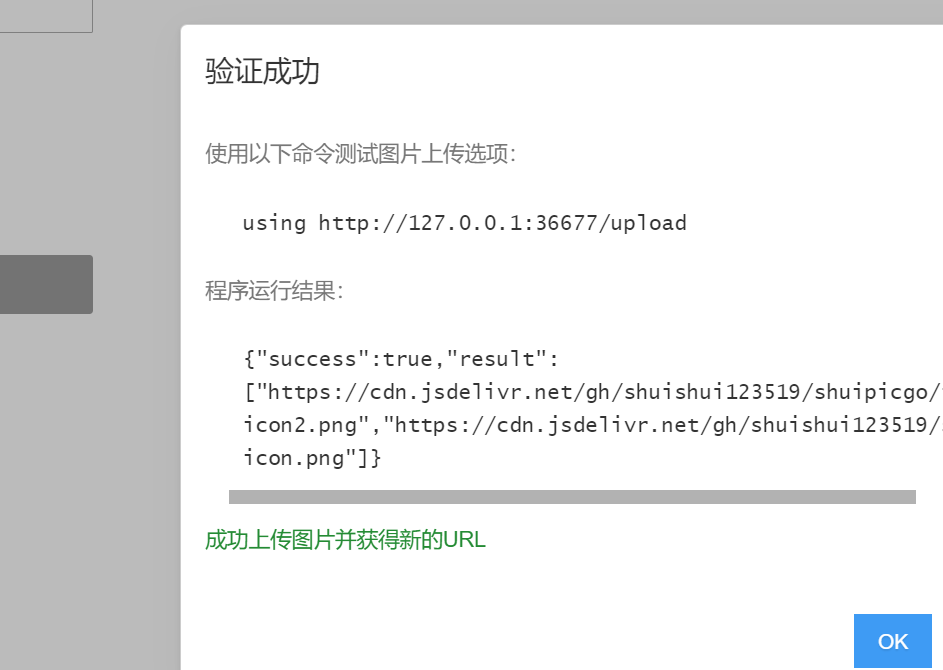 验证成功
使用以下命令测试图片上传选项：
using http://127.0.0.1:36677/upload
程序运行结果：
{"success":true,"result":
["https://cdn.jsdelivr.net/gh/shuishui123519/shuipicgo/
icon2.png","https://cdn.jsdelivr.net/gh/shuishui123519/
icon.png"]}
成功上传图片并获得新的URL
OK